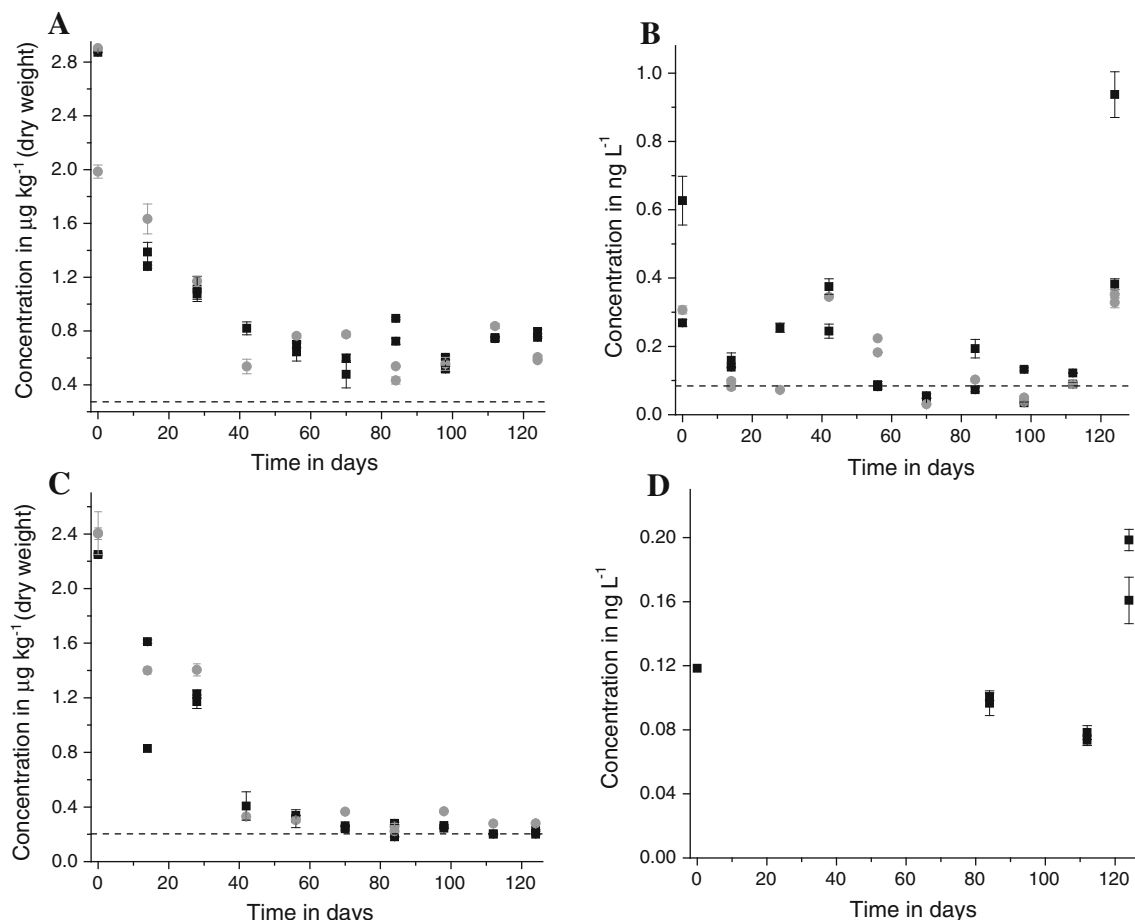 A
Concentration in µg kg⁻¹ (dry weight)
2.8
2.4
2.0
1.6
1.2
0.8
0.4
0 20 40 60 80 100 120
Time in days
B
Concentration in ng L⁻¹
1.0
0.8
0.6
0.4
0.2
0.0
0 20 40 60 80 100 120
Time in days
C
Concentration in µg kg⁻¹ (dry weight)
2.4
2.0
1.6
1.2
0.8
0.4
0.0
0 20 40 60 80 100 120
Time in days
D
Concentration in ng L⁻¹
0.20
0.16
0.12
0.08
0.04
0.00
0 20 40 60 80 100 120
Time in days